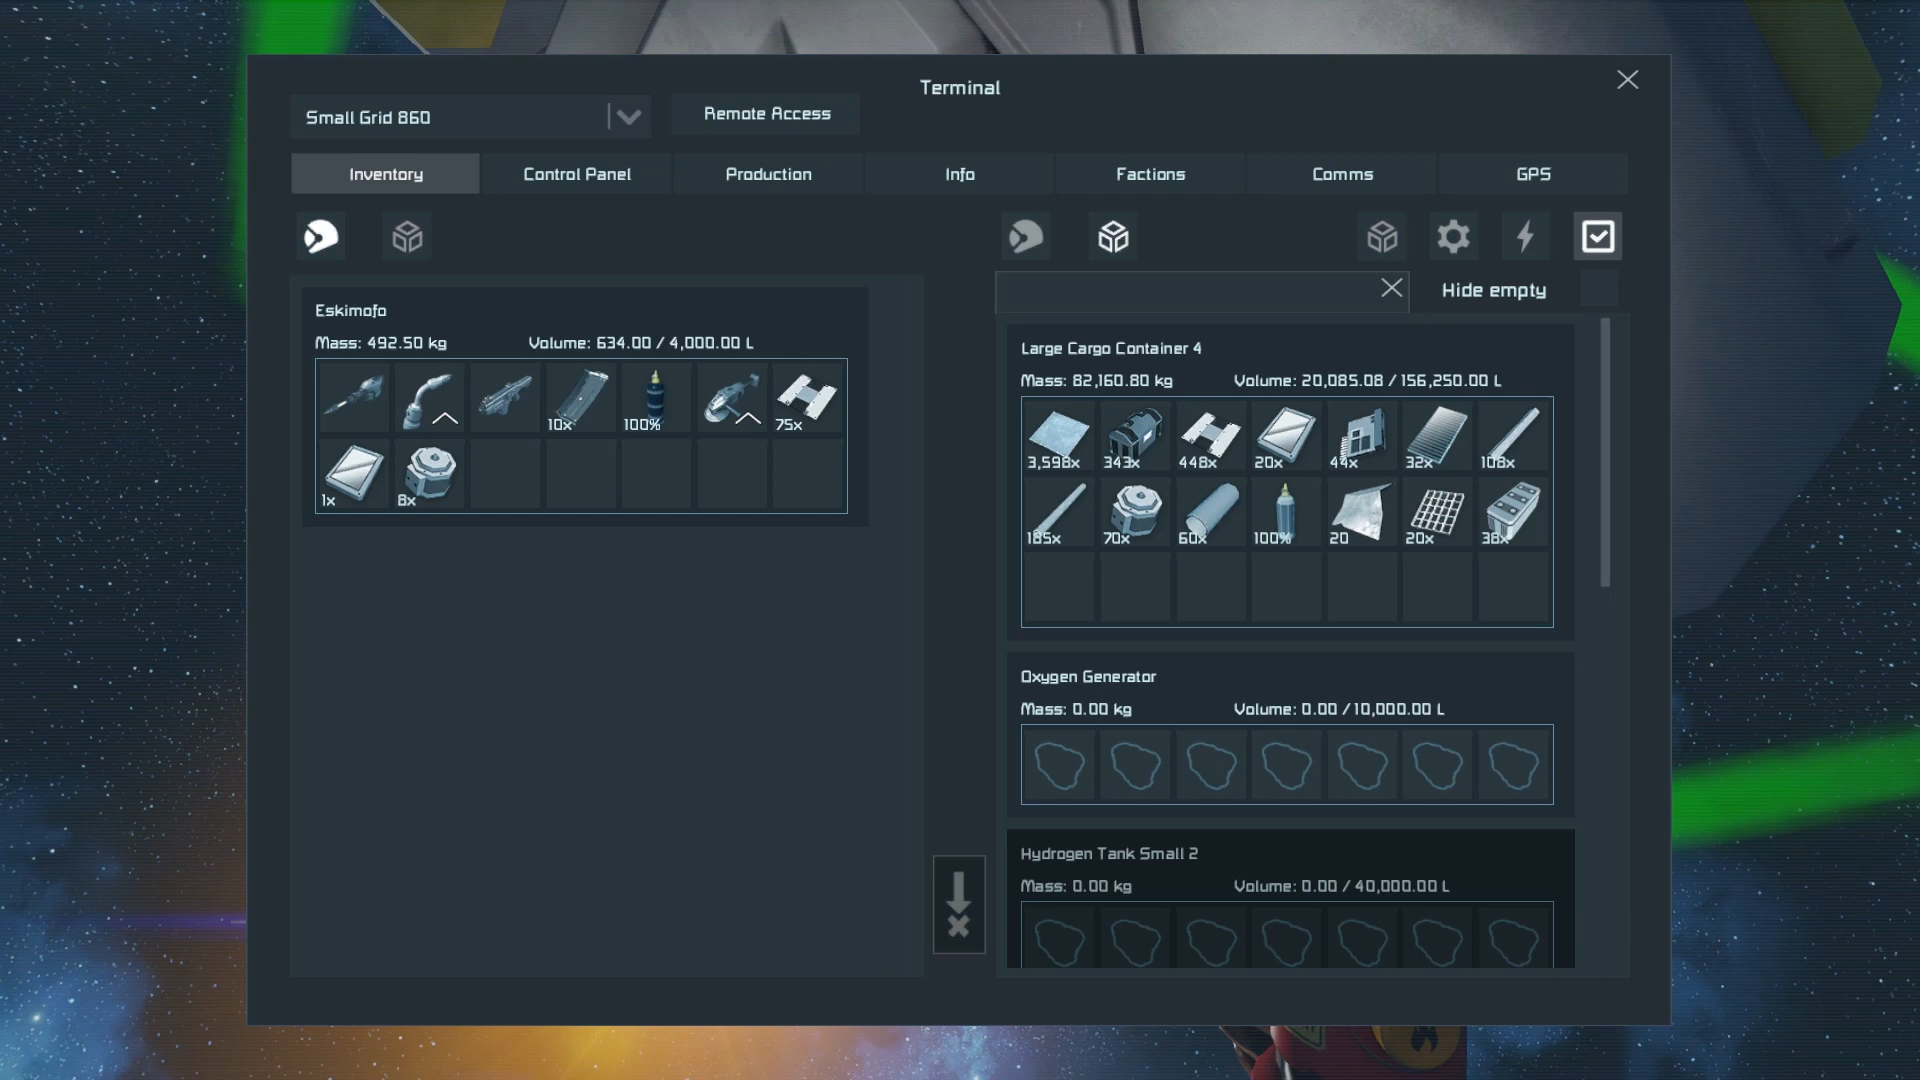 Terminal
Small Grid 860
Remote Access
Inventory
Control Panel
Production
Info
Factions
Comms
GPS
Hide empty
Eskimofo
Mass: 492.50 kg
Volume: 634.00 / 4,000.00 L
10x
100%
75x
1x
8x
Large Cargo Container 4
Mass: 82,160.80 kg
Volume: 20,085.08 / 156,250.00 L
3,598x
343x
448x
20x
44x
32x
108x
185x
70x
60x
100%
20
20x
38x
Oxygen Generator
Mass: 0.00 kg
Volume: 0.00 / 10,000.00 L
Hydrogen Tank Small 2
Mass: 0.00 kg
Volume: 0.00 / 40,000.00 L